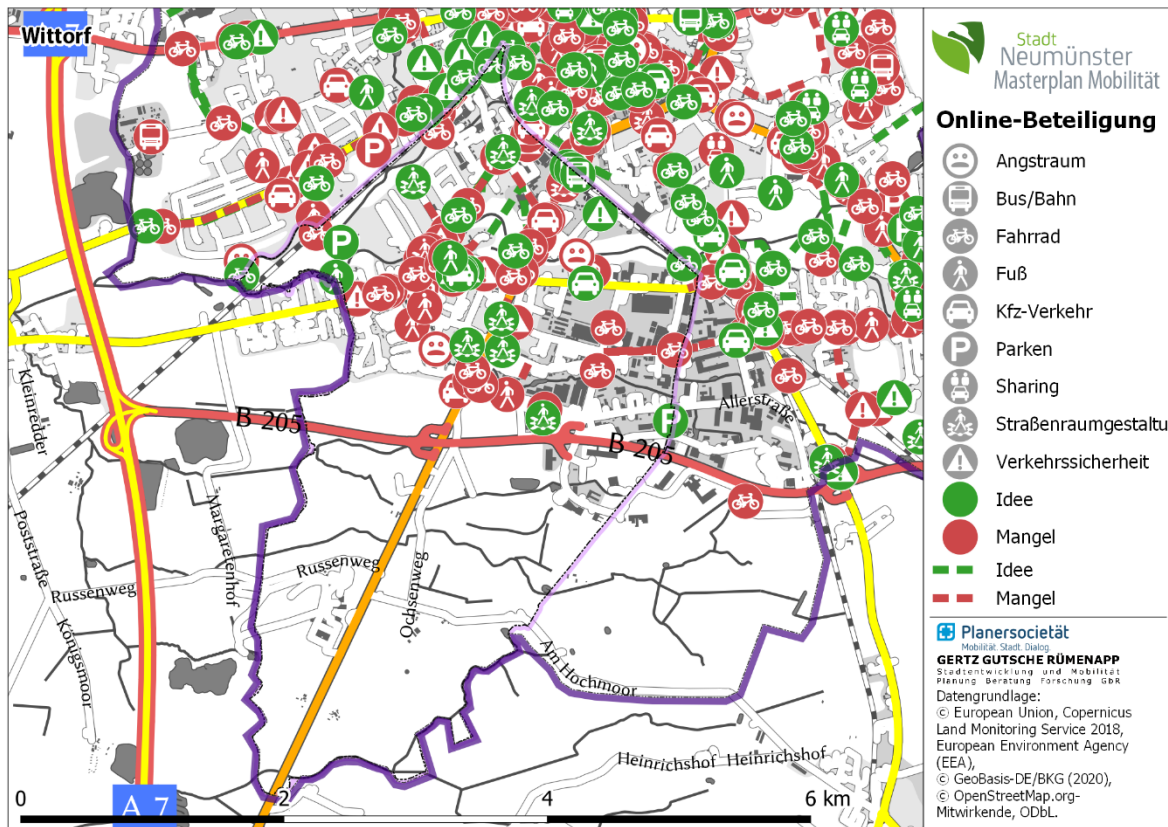 Wittorf
A 7
B 205
B 205
Allerstraße
Kleinredder
Poststraße
Margaretenhof
Russenweg
Russenweg
Ochsenweg
Königsmoor
Am Hochmoor
Heinrichshof Heinrichshof
0
2
4
6 km
Stadt
Neumünster
Masterplan Mobilität
Online-Beteiligung
Angstraum
Bus/Bahn
Fahrrad
Fuß
Kfz-Verkehr
P Parken
Sharing
Straßenraumgestaltu
Verkehrssicherheit
Idee
Mangel
Idee
Mangel
Planersocietät
Mobilität. Stadt. Dialog.
GERTZ GUTSCHE RÜMENAPP
Stadtentwicklung und Mobilität
Planung Beratung Forschung GbR
Datengrundlage:
© European Union, Copernicus
Land Monitoring Service 2018,
European Environment Agency
(EEA),
© GeoBasis-DE/BKG (2020),
© OpenStreetMap.org-
Mitwirkende, ODbL.